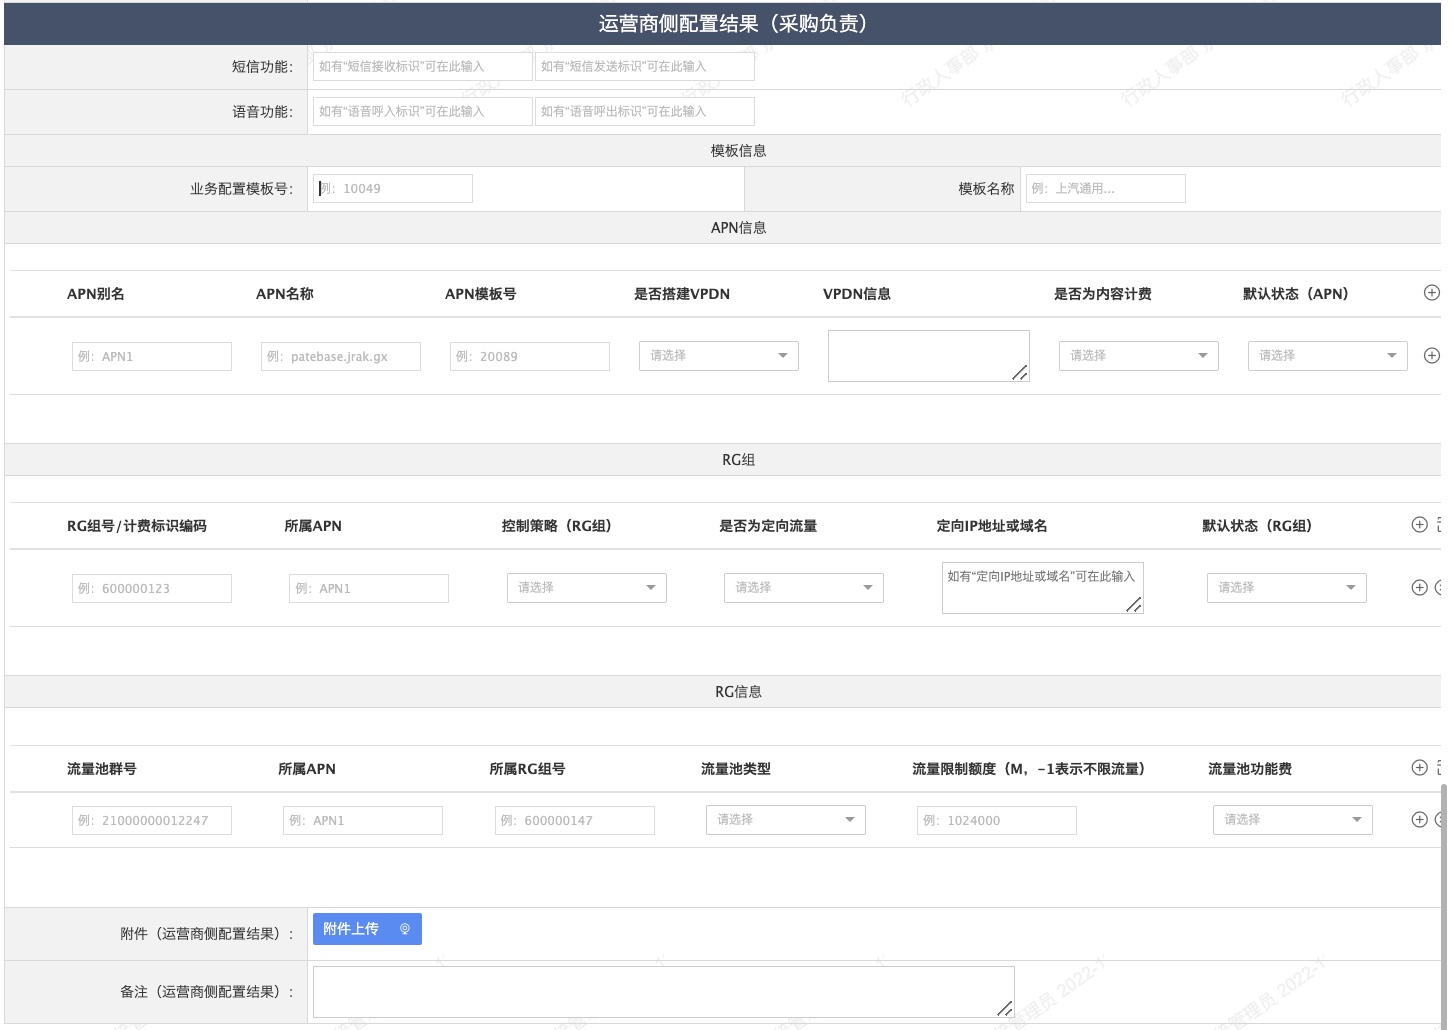 运营商侧配置结果（采购负责）
短信功能： 如有“短信接收标识”可在此输入 如有“短信发送标识”可在此输入
语音功能： 如有“语音呼入标识”可在此输入 如有“语音呼出标识”可在此输入
模板信息
业务配置模板号： 例：10049 模板名称 例：上汽通用...
APN信息
APN别名 APN名称 APN模板号 是否搭建VPDN VPDN信息 是否为内容计费 默认状态（APN）
例：APN1 例：patebase.jrak.gx 例：20089 请选择 请选择 请选择
RG组
RG组号/计费标识编码 所属APN 控制策略（RG组） 是否为定向流量 定向IP地址或域名 默认状态（RG组）
例：600000123 例：APN1 请选择 请选择 如有“定向IP地址或域名”可在此输入 请选择
RG信息
流量池群号 所属APN 所属RG组号 流量池类型 流量限制额度（M，-1表示不限流量） 流量池功能费
例：21000000012247 例：APN1 例：600000147 请选择 例：1024000 请选择
附件（运营商侧配置结果）： 附件上传
备注（运营商侧配置结果）：
行政人事部
行政人事部
行政人事部
管理员 2022-1
管理员 2022-1